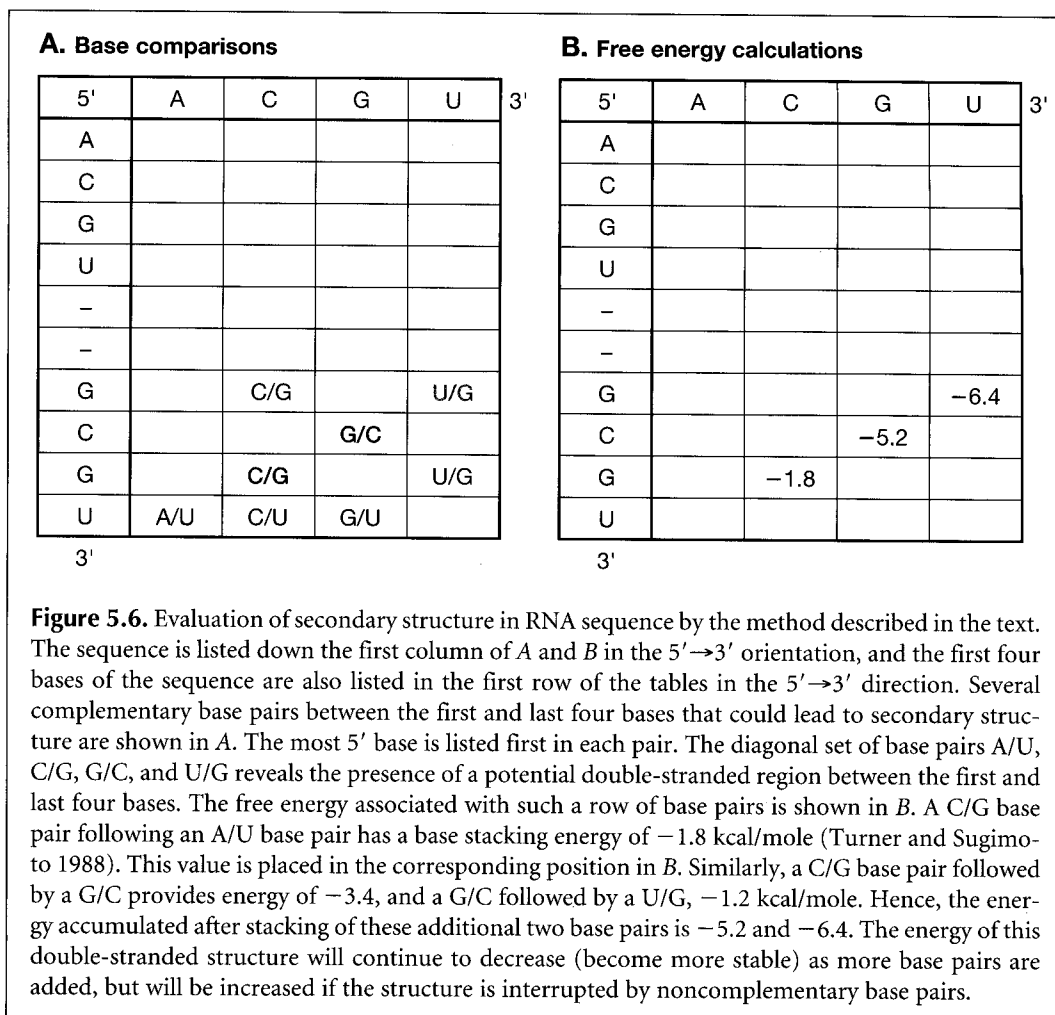 A. Base comparisons
5' A C G U 3'
A
C
G
U
–
–
G C/G U/G
C G/C
G C/G U/G
U A/U C/U G/U
3'
B. Free energy calculations
5' A C G U 3'
A
C
G
U
–
–
G −6.4
C −5.2
G −1.8
U
3'
Figure 5.6. Evaluation of secondary structure in RNA sequence by the method described in the text.
The sequence is listed down the first column of A and B in the 5'→3' orientation, and the first four
bases of the sequence are also listed in the first row of the tables in the 5'→3' direction. Several
complementary base pairs between the first and last four bases that could lead to secondary struc-
ture are shown in A. The most 5' base is listed first in each pair. The diagonal set of base pairs A/U,
C/G, G/C, and U/G reveals the presence of a potential double-stranded region between the first and
last four bases. The free energy associated with such a row of base pairs is shown in B. A C/G base
pair following an A/U base pair has a base stacking energy of −1.8 kcal/mole (Turner and Sugimo-
to 1988). This value is placed in the corresponding position in B. Similarly, a C/G base pair followed
by a G/C provides energy of −3.4, and a G/C followed by a U/G, −1.2 kcal/mole. Hence, the ener-
gy accumulated after stacking of these additional two base pairs is −5.2 and −6.4. The energy of this
double-stranded structure will continue to decrease (become more stable) as more base pairs are
added, but will be increased if the structure is interrupted by noncomplementary base pairs.